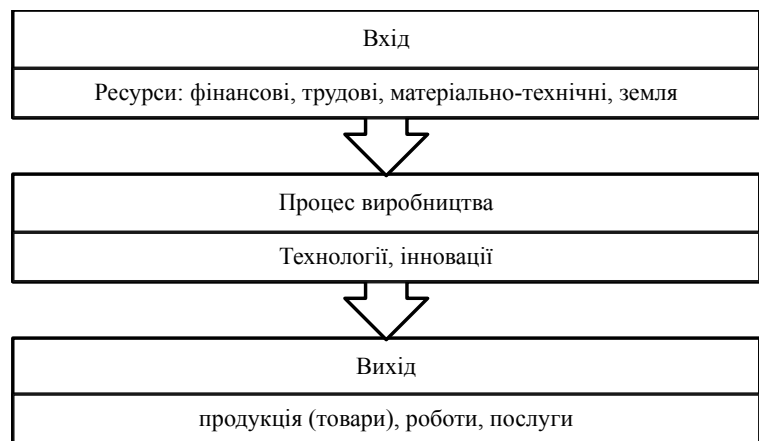 Вхід
Ресурси: фінансові, трудові, матеріально-технічні, земля
Процес виробництва
Технології, інновації
Вихід
продукція (товари), роботи, послуги